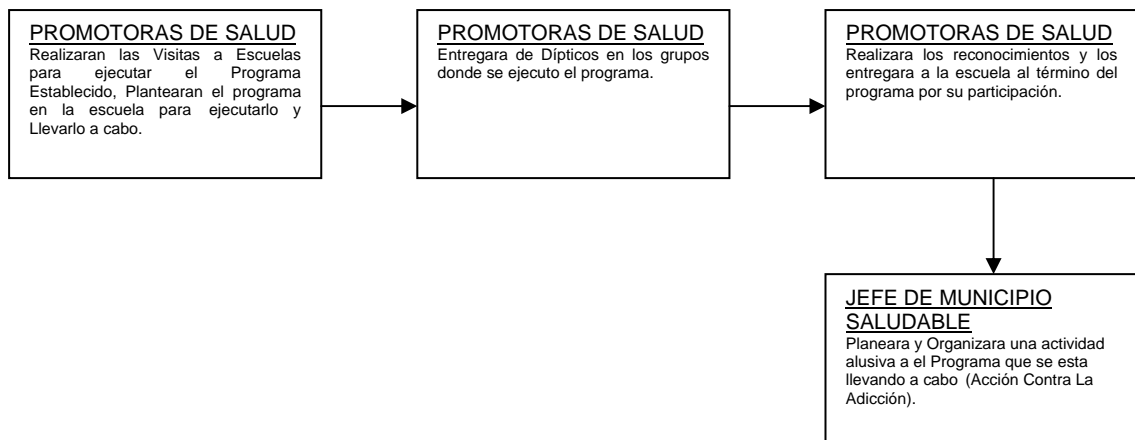 PROMOTORAS DE SALUD
Realizaran las Visitas a Escuelas
para ejecutar el Programa
Establecido, Plantearan el programa
en la escuela para ejecutarlo y
Llevarlo a cabo.
PROMOTORAS DE SALUD
Entregara de Dípticos en los grupos
donde se ejecuto el programa.
PROMOTORAS DE SALUD
Realizara los reconocimientos y los
entregara a la escuela al término del
programa por su participación.
JEFE DE MUNICIPIO
SALUDABLE
Planeara y Organizara una actividad
alusiva a el Programa que se esta
llevando a cabo (Acción Contra La
Adicción).